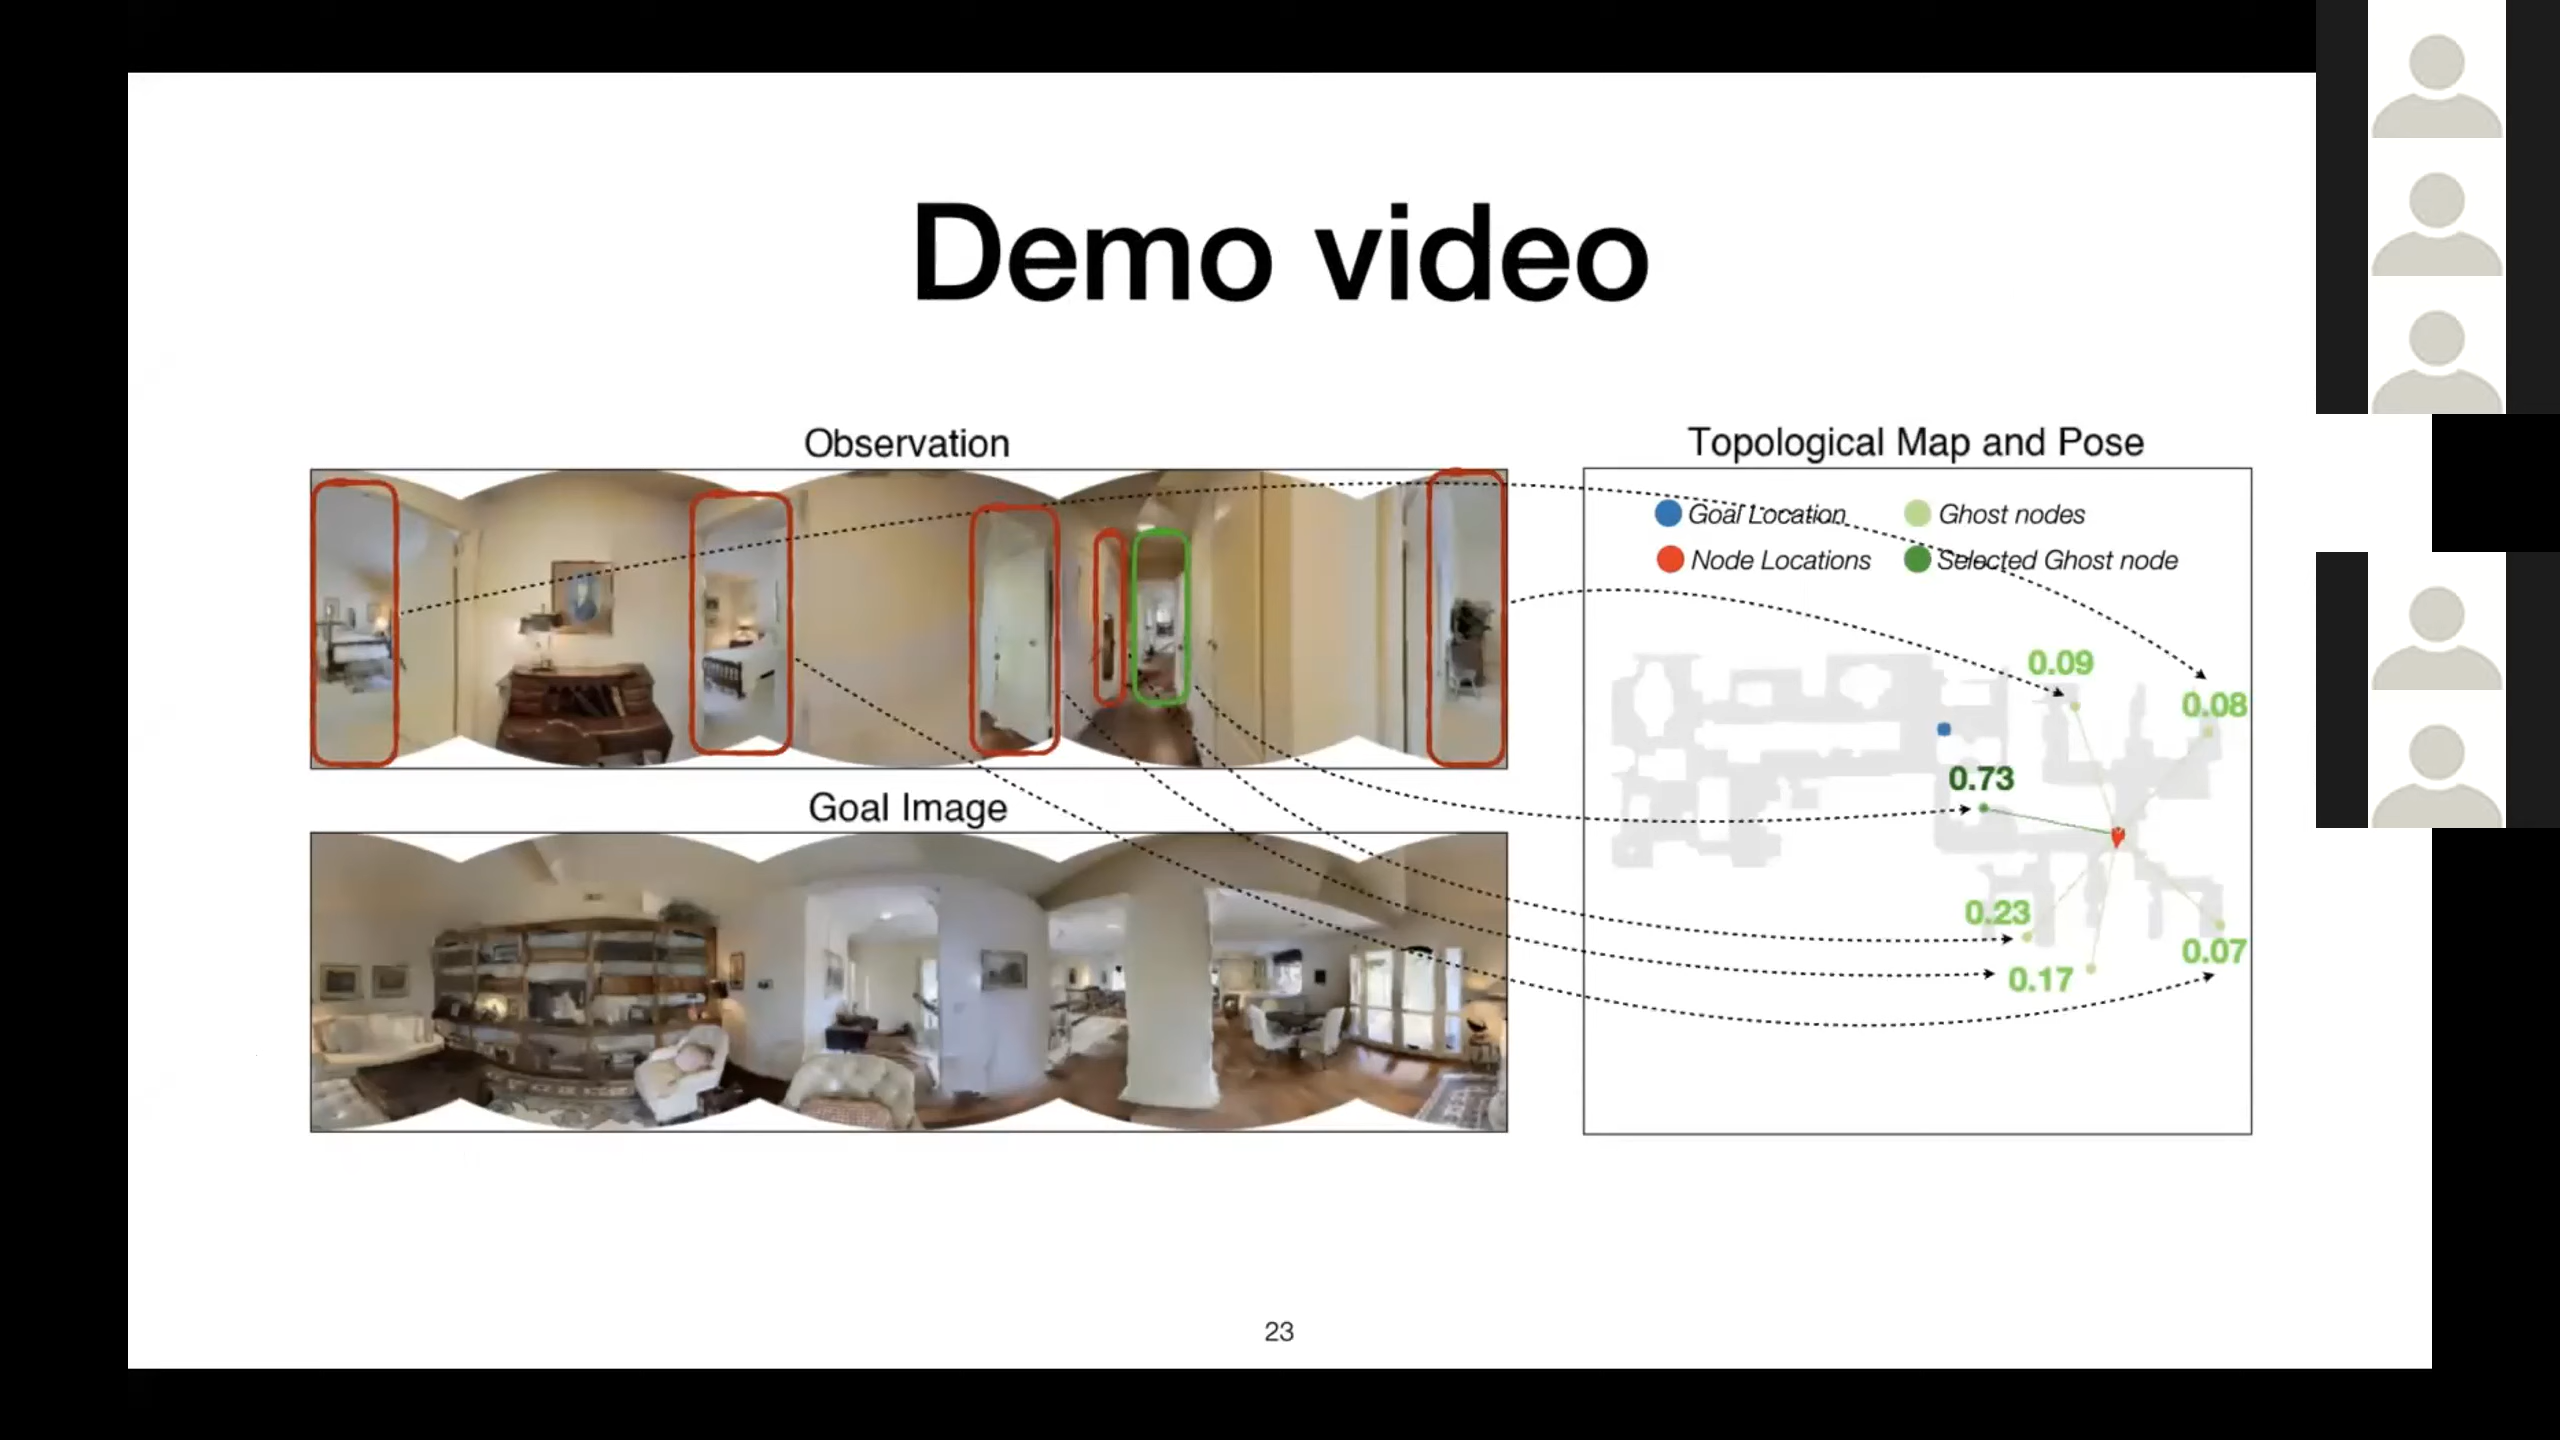 Demo video
Observation
Topological Map and Pose
Goal Location
Ghost nodes
Node Locations
Selected Ghost node
0.09
0.08
0.73
0.23
0.07
0.17
Goal Image
23